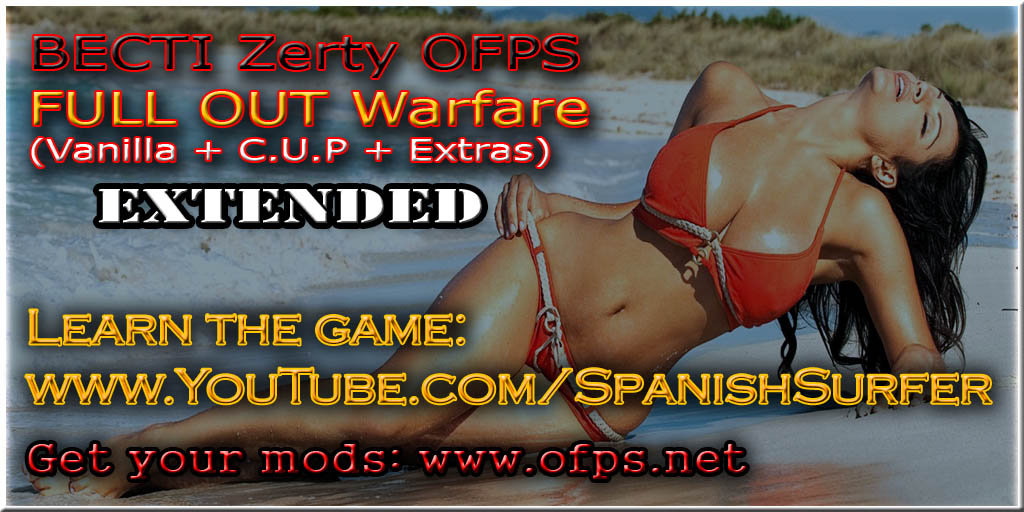 BECTI Zerty OFPS
FULL OUT Warfare
(Vanilla + C.U.P + Extras)
EXTENDED
LEARN THE GAME:
WWW.YOUTUBE.COM/SPANISHSURFER
Get your mods: www.ofps.net